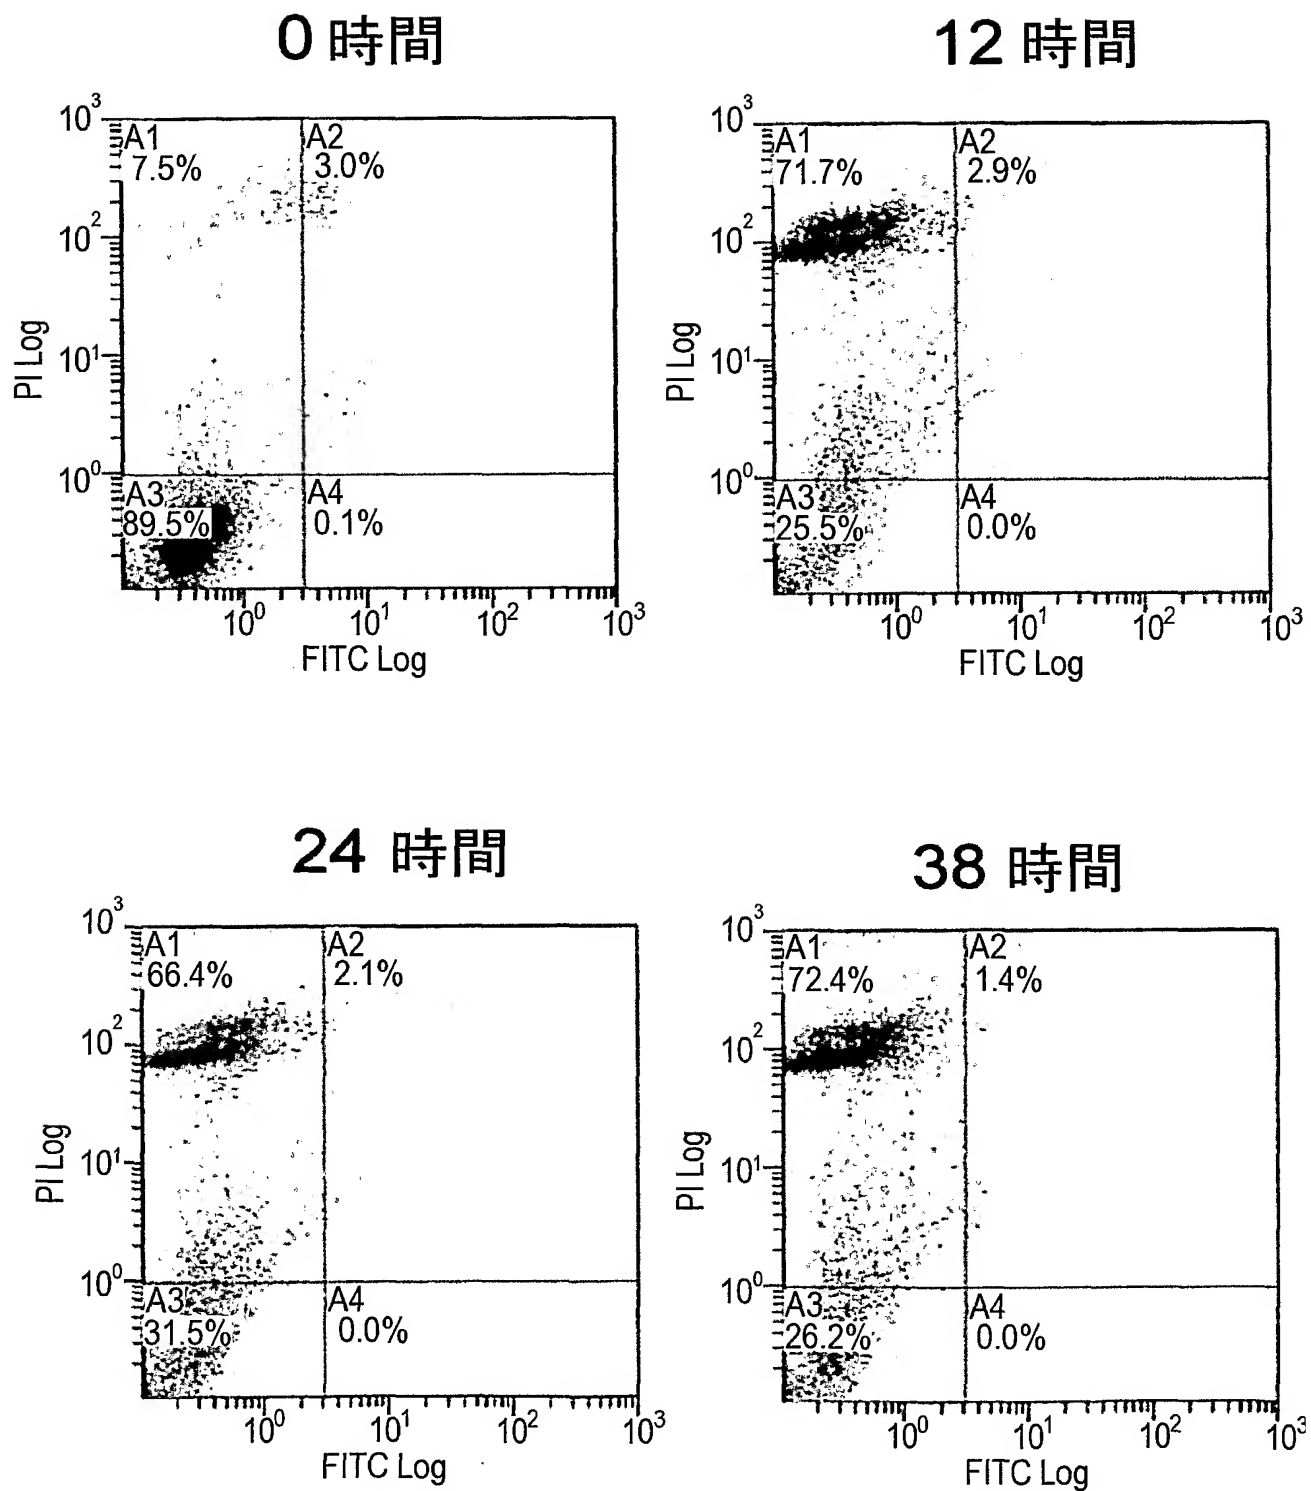 0 時間
10³
A1
7.5%
A2
3.0%
10²
PI Log
10¹
10⁰
A3
89.5%
A4
0.1%
10⁰ 10¹ 10² 10³
FITC Log
12 時間
10³
A1
71.7%
A2
2.9%
10²
PI Log
10¹
10⁰
A3
25.5%
A4
0.0%
10⁰ 10¹ 10² 10³
FITC Log
24 時間
10³
A1
66.4%
A2
2.1%
10²
PI Log
10¹
10⁰
A3
31.5%
A4
0.0%
10⁰ 10¹ 10² 10³
FITC Log
38 時間
10³
A1
72.4%
A2
1.4%
10²
PI Log
10¹
10⁰
A3
26.2%
A4
0.0%
10⁰ 10¹ 10² 10³
FITC Log